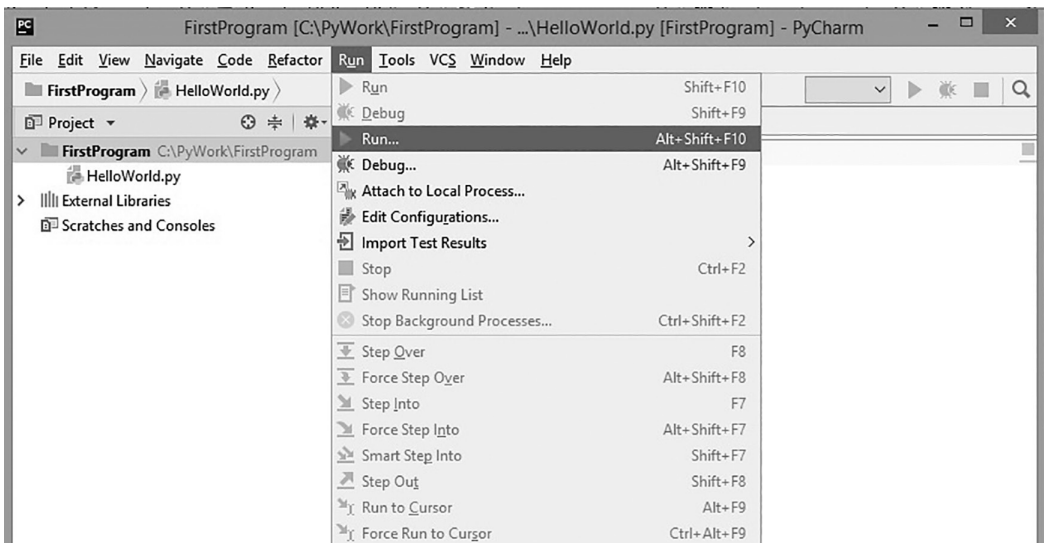 PC
FirstProgram [C:\PyWork\FirstProgram] - ...\HelloWorld.py [FirstProgram] - PyCharm
File Edit View Navigate Code Refactor Run Tools VCS Window Help
FirstProgram HelloWorld.py
Project
FirstProgram C:\PyWork\FirstProgram
HelloWorld.py
External Libraries
Scratches and Consoles
Run Shift+F10
Debug Shift+F9
Run... Alt+Shift+F10
Debug... Alt+Shift+F9
Attach to Local Process...
Edit Configurations...
Import Test Results
Stop Ctrl+F2
Show Running List
Stop Background Processes... Ctrl+Shift+F2
Step Over F8
Force Step Over Alt+Shift+F8
Step Into F7
Force Step Into Alt+Shift+F7
Smart Step Into Shift+F7
Step Out Shift+F8
Run to Cursor Alt+F9
Force Run to Cursor Ctrl+Alt+F9